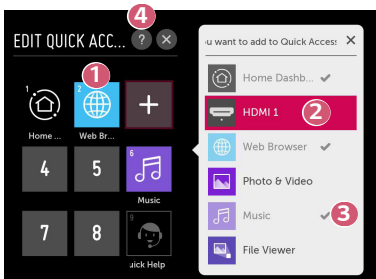 4
EDIT QUICK ACC... ? ×
1
1 2 +
Home ... Web Br...
4 5 6
Music
7 8 9
uick Help
u want to add to Quick Access ×
Home Dashb... ✓
HDMI 1 2
Web Browser ✓
Photo & Video
Music ✓ 3
File Viewer